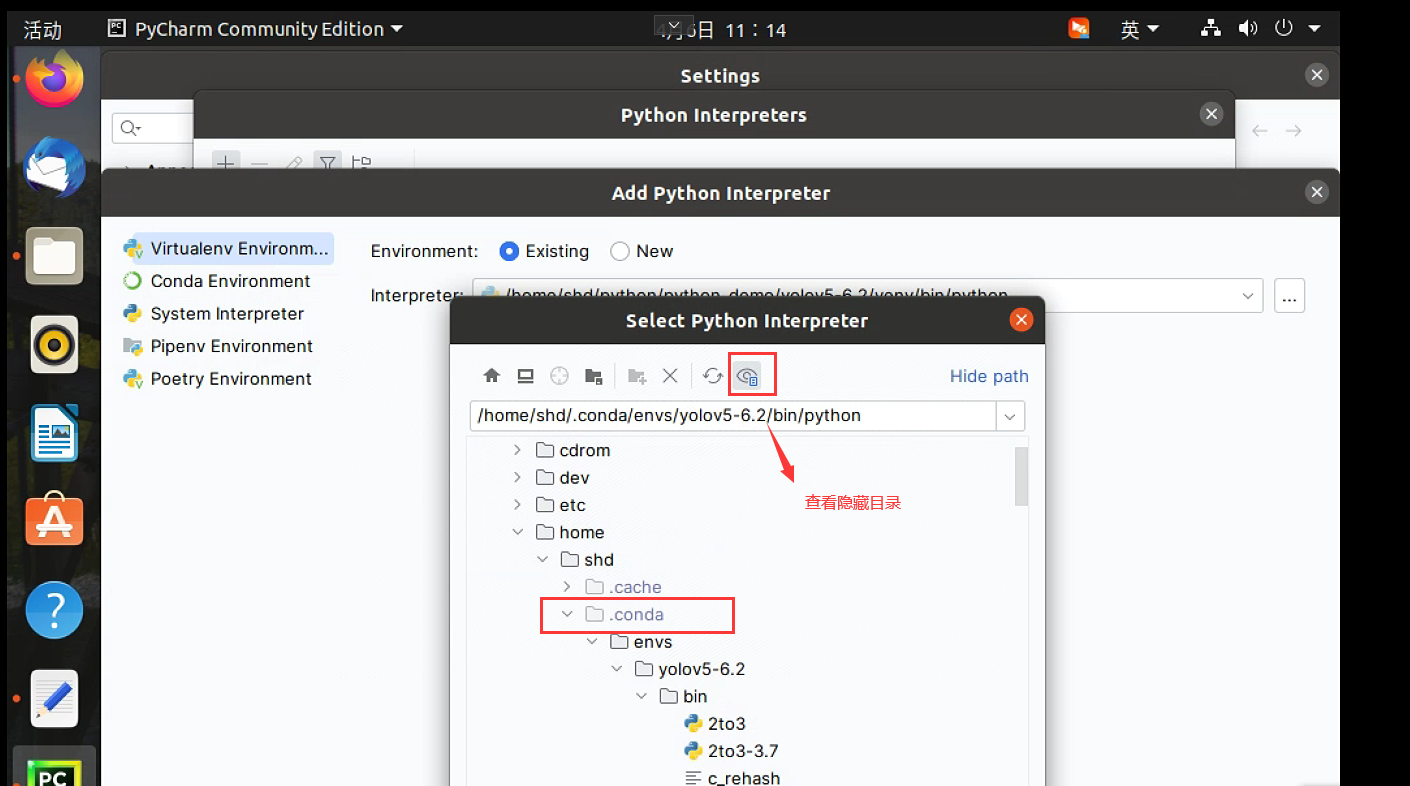 活动 PyCharm Community Edition 6日 11：14 英
Settings
Python Interpreters
Add Python Interpreter
Virtualenv Environm...
Conda Environment
System Interpreter
Pipenv Environment
Poetry Environment
Environment: Existing New
Interpreter: /home/shd/python/python_demo/yolov5-6.2/venv/bin/python ...
Select Python Interpreter
Hide path
/home/shd/.conda/envs/yolov5-6.2/bin/python
cdrom
dev
查看隐藏目录
etc
home
shd
.cache
.conda
envs
yolov5-6.2
bin
2to3
2to3-3.7
c_rehash
PC